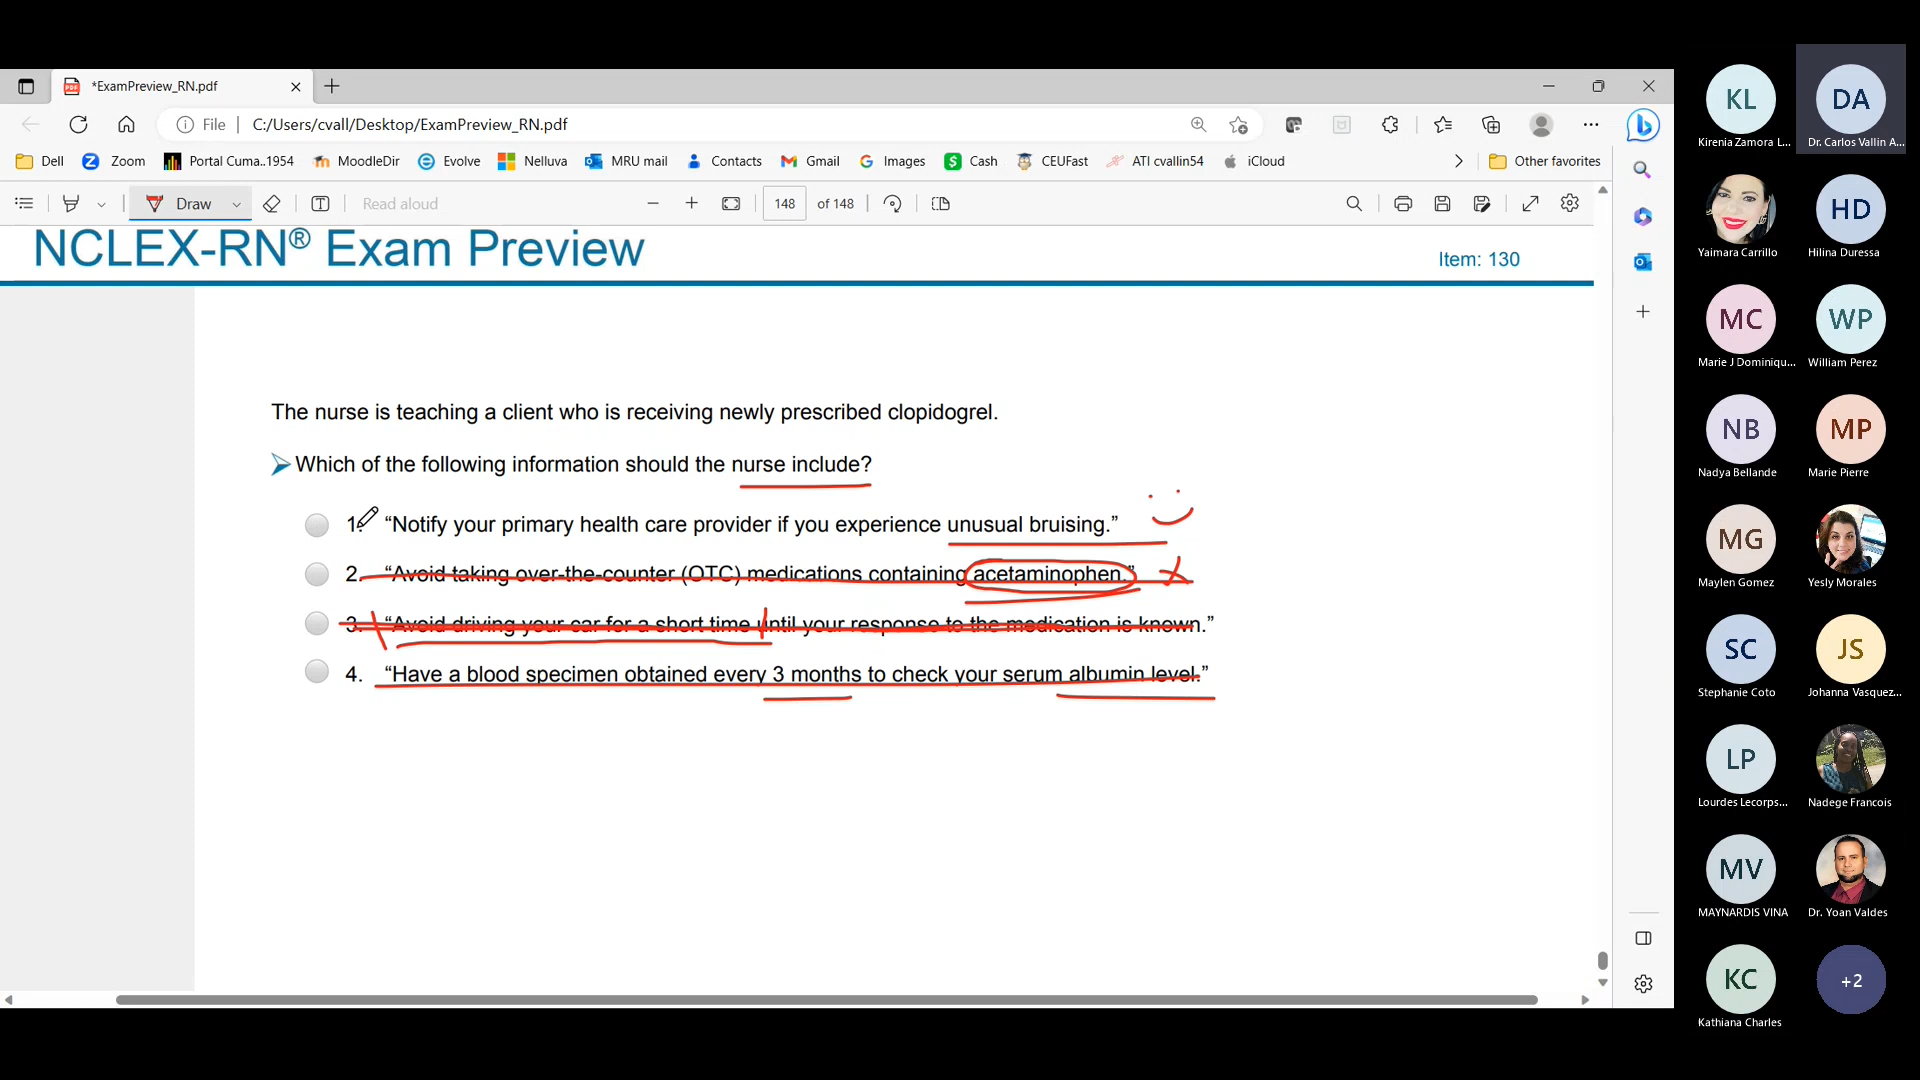 *ExamPreview_RN.pdf
File | C:/Users/cvall/Desktop/ExamPreview_RN.pdf
Dell Zoom Portal Cuma..1954 MoodleDir Evolve Nelluva MRU mail Contacts Gmail Images Cash CEUFast ATI cvallin54 iCloud Other favorites
Draw Read aloud 148 of 148
NCLEX-RN® Exam Preview
Item: 130
The nurse is teaching a client who is receiving newly prescribed clopidogrel.
Which of the following information should the nurse include?
1. “Notify your primary health care provider if you experience unusual bruising.”
2. “Avoid taking over-the-counter (OTC) medications containing acetaminophen.”
3. “Avoid driving your car for a short time until your response to the medication is known.”
4. “Have a blood specimen obtained every 3 months to check your serum albumin level.”
KL DA
Kirenia Zamora L... Dr. Carlos Vallin A...
HD
Yaimara Carrillo Hilina Duressa
MC WP
Marie J Dominiqu... William Perez
NB MP
Nadya Bellande Marie Pierre
MG
Maylen Gomez Yesly Morales
SC JS
Stephanie Coto Johanna Vasquez...
LP
Lourdes Lecorps... Nadege Francois
MV
MAYNARDIS VINA Dr. Yoan Valdes
KC +2
Kathiana Charles